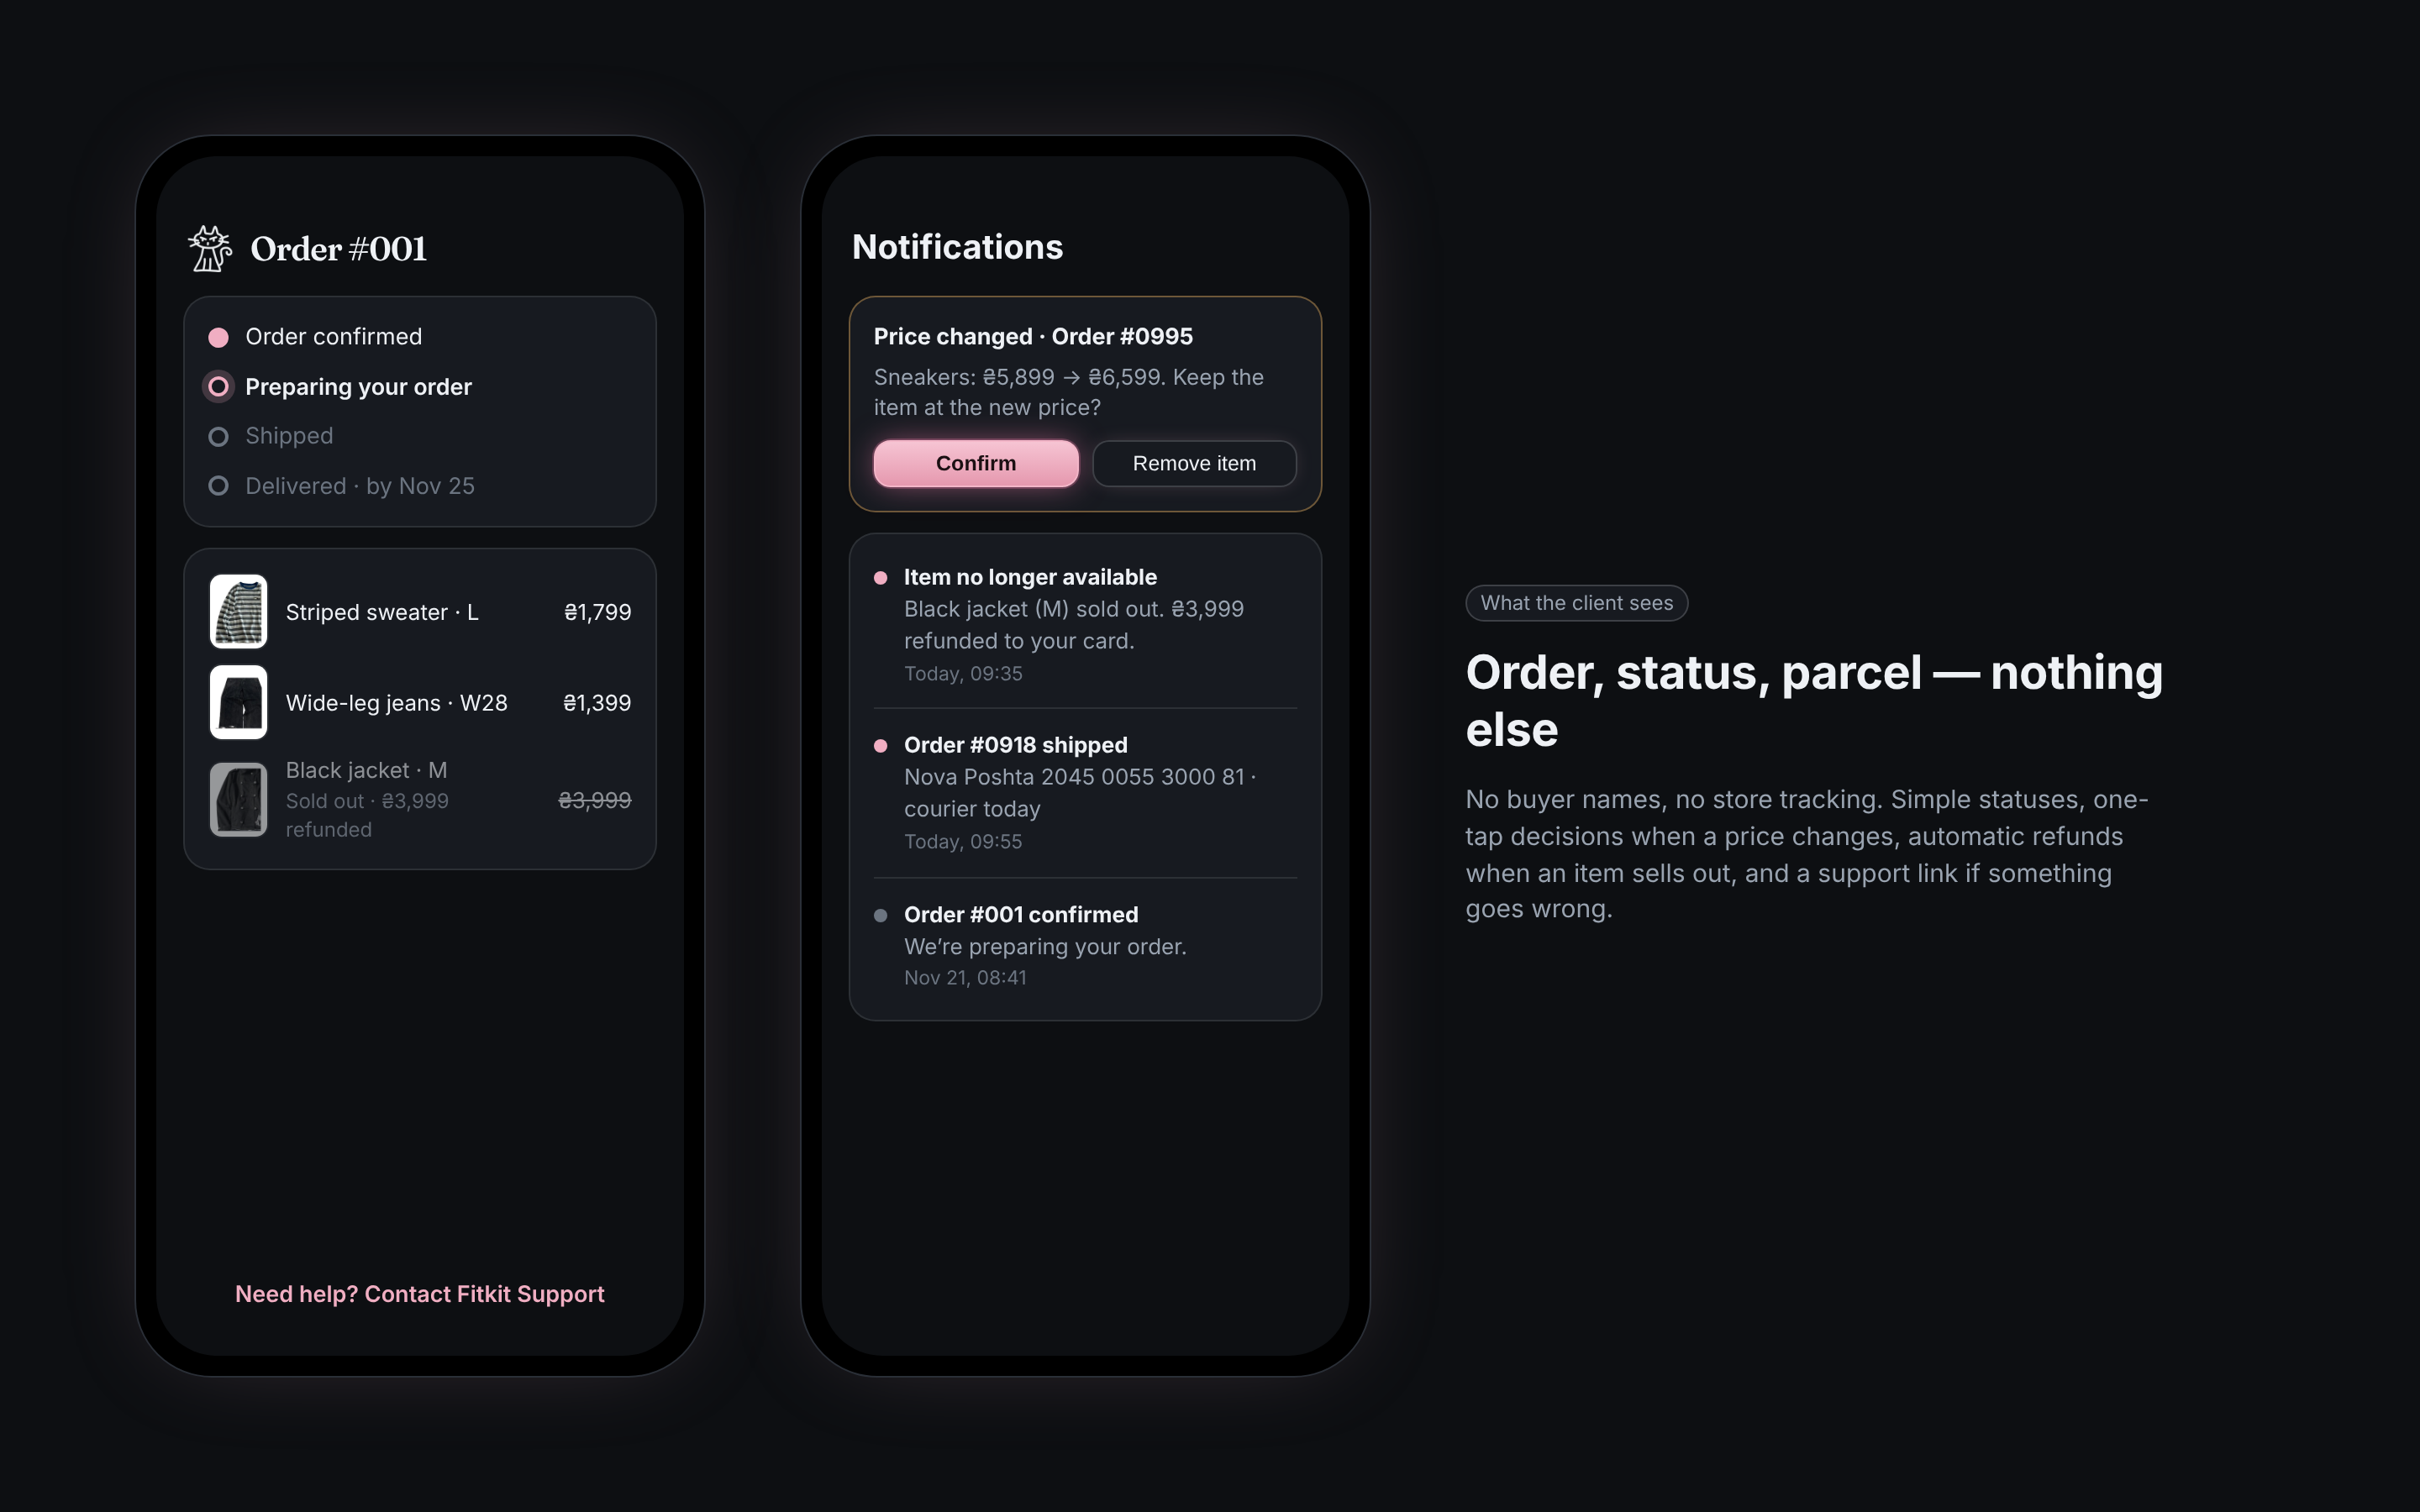 Order #001
Order confirmed
Preparing your order
Shipped
Delivered · by Nov 25
Striped sweater · L ₴1,799
Wide-leg jeans · W28 ₴1,399
Black jacket · M
Sold out · ₴3,999
refunded
₴3,999
Need help? Contact Fitkit Support
Notifications
Price changed · Order #0995
Sneakers: ₴5,899 → ₴6,599. Keep the
item at the new price?
Confirm Remove item
Item no longer available
Black jacket (M) sold out. ₴3,999
refunded to your card.
Today, 09:35
Order #0918 shipped
Nova Poshta 2045 0055 3000 81 ·
courier today
Today, 09:55
Order #001 confirmed
We’re preparing your order.
Nov 21, 08:41
What the client sees
Order, status, parcel — nothing
else
No buyer names, no store tracking. Simple statuses, one-
tap decisions when a price changes, automatic refunds
when an item sells out, and a support link if something
goes wrong.